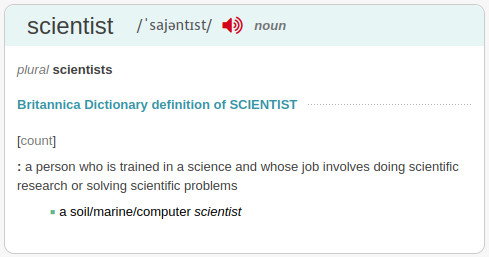 scientist /ˈsajəntɪst/ noun
plural scientists
Britannica Dictionary definition of SCIENTIST
[count]
: a person who is trained in a science and whose job involves doing scientific
research or solving scientific problems
a soil/marine/computer scientist